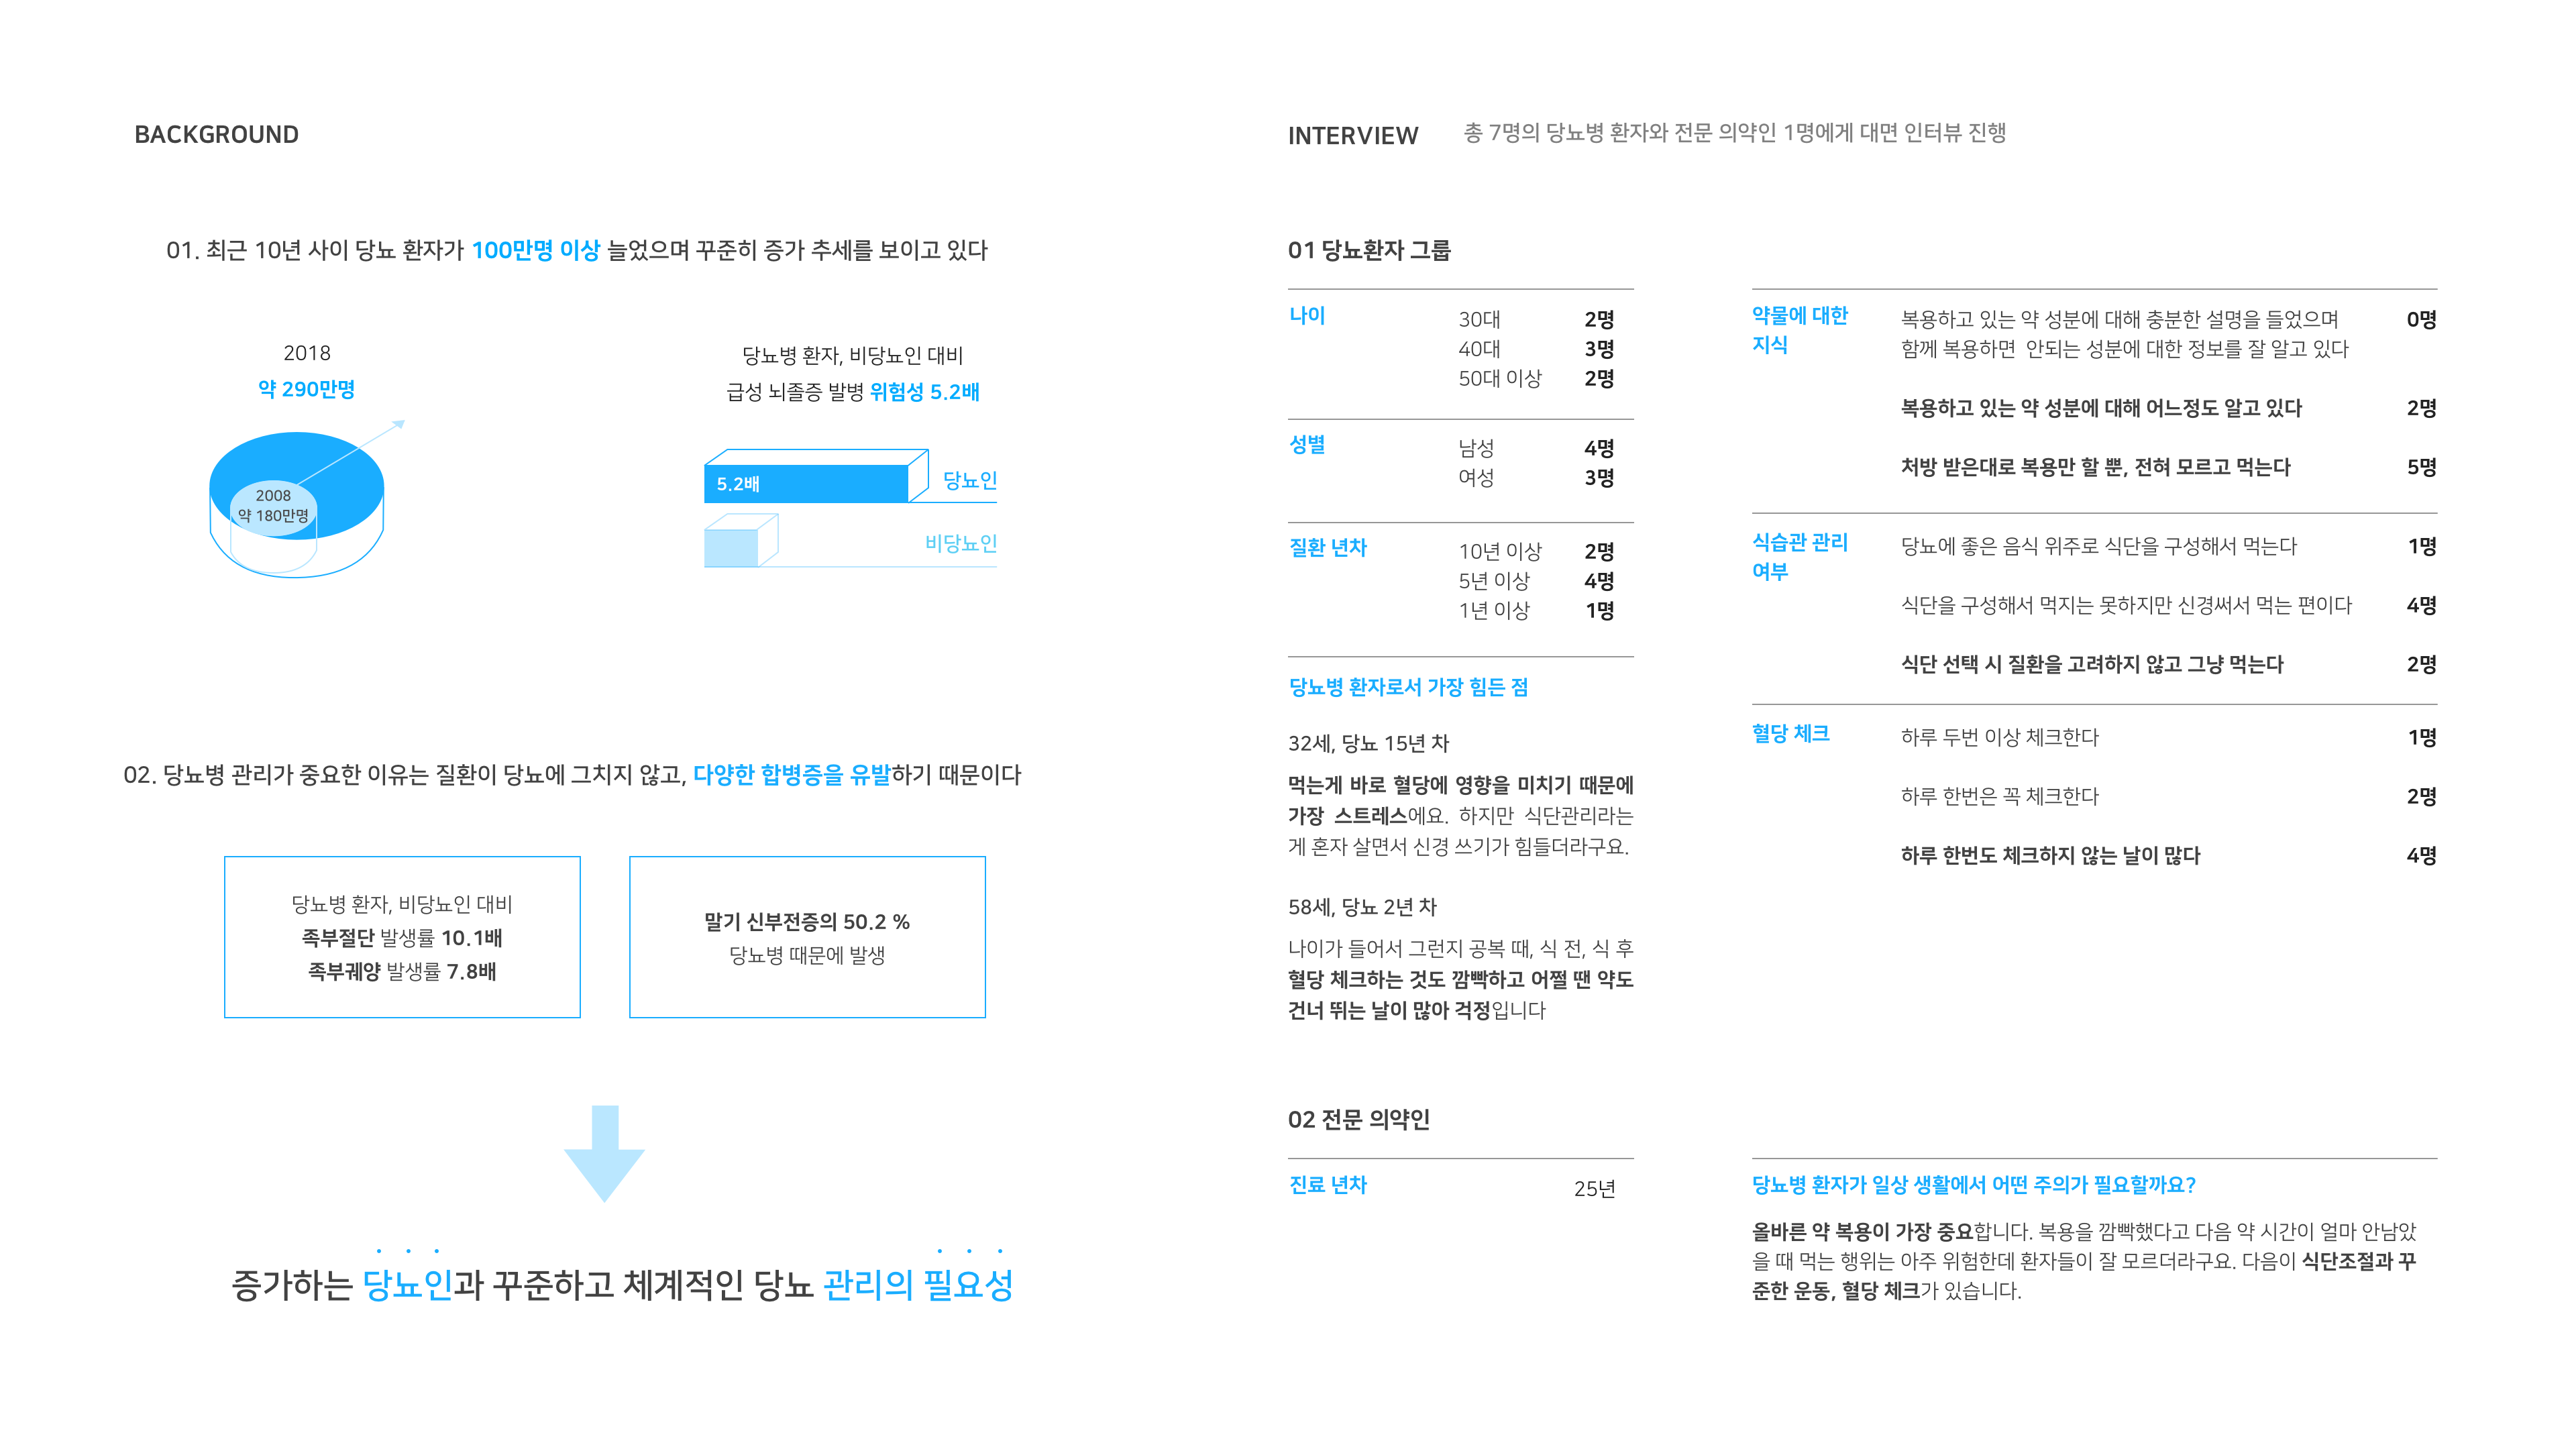 BACKGROUND
01. 최근 10년 사이 당뇨 환자가 100만명 이상 늘었으며 꾸준히 증가 추세를 보이고 있다
2018
약 290만명
2008
약 180만명
당뇨병 환자, 비당뇨인 대비
급성 뇌졸증 발병 위험성 5.2배
5.2배
당뇨인
비당뇨인
02. 당뇨병 관리가 중요한 이유는 질환이 당뇨에 그치지 않고, 다양한 합병증을 유발하기 때문이다
당뇨병 환자, 비당뇨인 대비
족부절단 발생률 10.1배
족부궤양 발생률 7.8배
말기 신부전증의 50.2 %
당뇨병 때문에 발생
증가하는 당뇨인과 꾸준하고 체계적인 당뇨 관리의 필요성
INTERVIEW 총 7명의 당뇨병 환자와 전문 의약인 1명에게 대면 인터뷰 진행
01 당뇨환자 그룹
나이 30대 2명
40대 3명
50대 이상 2명
성별 남성 4명
여성 3명
질환 년차 10년 이상 2명
5년 이상 4명
1년 이상 1명
당뇨병 환자로서 가장 힘든 점
32세, 당뇨 15년 차
먹는게 바로 혈당에 영향을 미치기 때문에
가장 스트레스에요. 하지만 식단관리라는
게 혼자 살면서 신경 쓰기가 힘들더라구요.
58세, 당뇨 2년 차
나이가 들어서 그런지 공복 때, 식 전, 식 후
혈당 체크하는 것도 깜빡하고 어쩔 땐 약도
건너 뛰는 날이 많아 걱정입니다
약물에 대한 복용하고 있는 약 성분에 대해 충분한 설명을 들었으며 0명
지식 함께 복용하면 안되는 성분에 대한 정보를 잘 알고 있다
복용하고 있는 약 성분에 대해 어느정도 알고 있다 2명
처방 받은대로 복용만 할 뿐, 전혀 모르고 먹는다 5명
식습관 관리 당뇨에 좋은 음식 위주로 식단을 구성해서 먹는다 1명
여부
식단을 구성해서 먹지는 못하지만 신경써서 먹는 편이다 4명
식단 선택 시 질환을 고려하지 않고 그냥 먹는다 2명
혈당 체크 하루 두번 이상 체크한다 1명
하루 한번은 꼭 체크한다 2명
하루 한번도 체크하지 않는 날이 많다 4명
02 전문 의약인
진료 년차 25년
당뇨병 환자가 일상 생활에서 어떤 주의가 필요할까요?
올바른 약 복용이 가장 중요합니다. 복용을 깜빡했다고 다음 약 시간이 얼마 안남았
을 때 먹는 행위는 아주 위험한데 환자들이 잘 모르더라구요. 다음이 식단조절과 꾸
준한 운동, 혈당 체크가 있습니다.